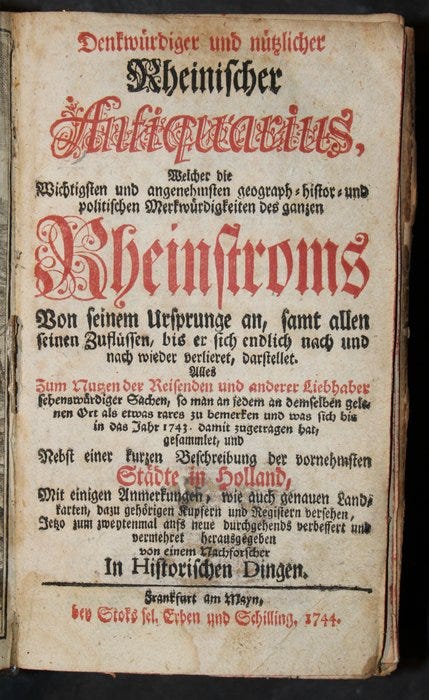 Denkwürdiger und nützlicher
Rheinischer
Antiquarius,
Welcher die
Wichtigsten und angenehmsten geograph-histor- und
politischen Merkwürdigkeiten des ganzen
Rheinstroms
Von seinem Ursprunge an, samt allen
seinen Zuflüssen, bis er sich endlich nach und
nach wieder verlieret, darstellet.
Alles
Zum Nutzen der Reisenden und anderer Liebhaber
sehenswürdiger Sachen, so man an jedem an demselben gele-
nen Ort als etwas rares zu bemerken und was sich bis
in das Jahr 1743. damit zugetragen hat,
gesammlet, und
Nebst einer kurzen Beschreibung der vornehmsten
Städte in Holland,
Mit einigen Anmerkungen, wie auch genauen Land-
karten, dazu gehörigen Kupfern und Registern versehen,
Jetzo zum zweytenmal aufs neue durchgehends verbessert und
vermehret herausgegeben
von einem Nachforscher
In Historischen Dingen.
Frankfurt am Mayn,
bey Stoks sel. Erben und Schilling, 1744.